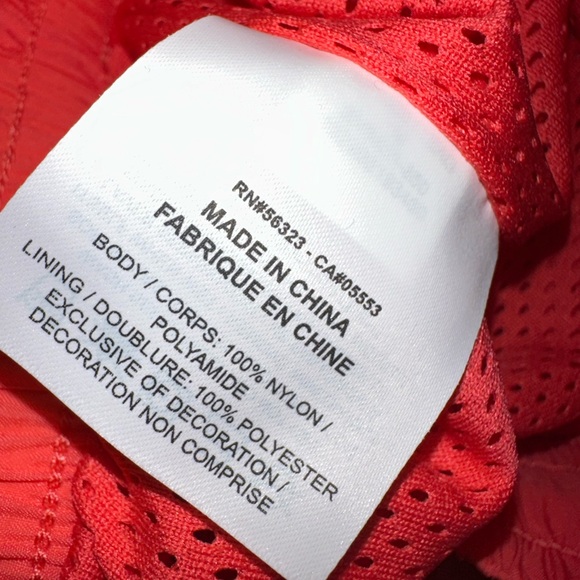 RN#56323 - CA#05553
MADE IN CHINA
FABRIQUE EN CHINE
BODY / CORPS: 100% NYLON /
POLYAMIDE
LINING / DOUBLURE: 100% POLYESTER
EXCLUSIVE OF DECORATION /
DECORATION NON COMPRISE